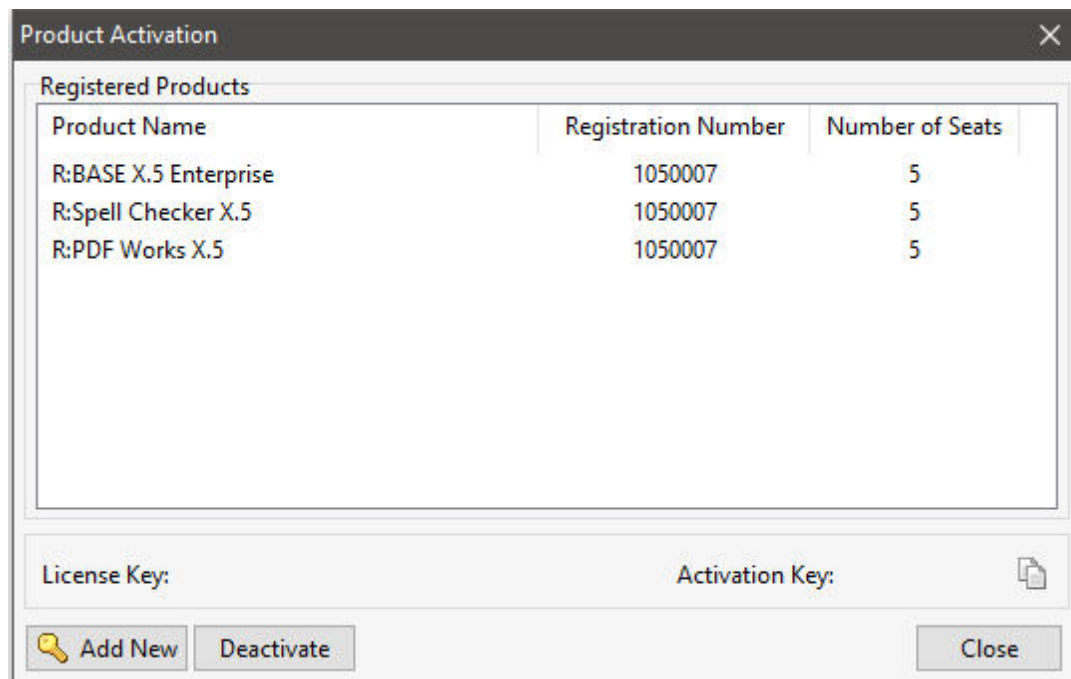 Product Activation
Registered Products
Product Name Registration Number Number of Seats
R:BASE X.5 Enterprise 1050007 5
R:Spell Checker X.5 1050007 5
R:PDF Works X.5 1050007 5
License Key: Activation Key:
Add New Deactivate Close